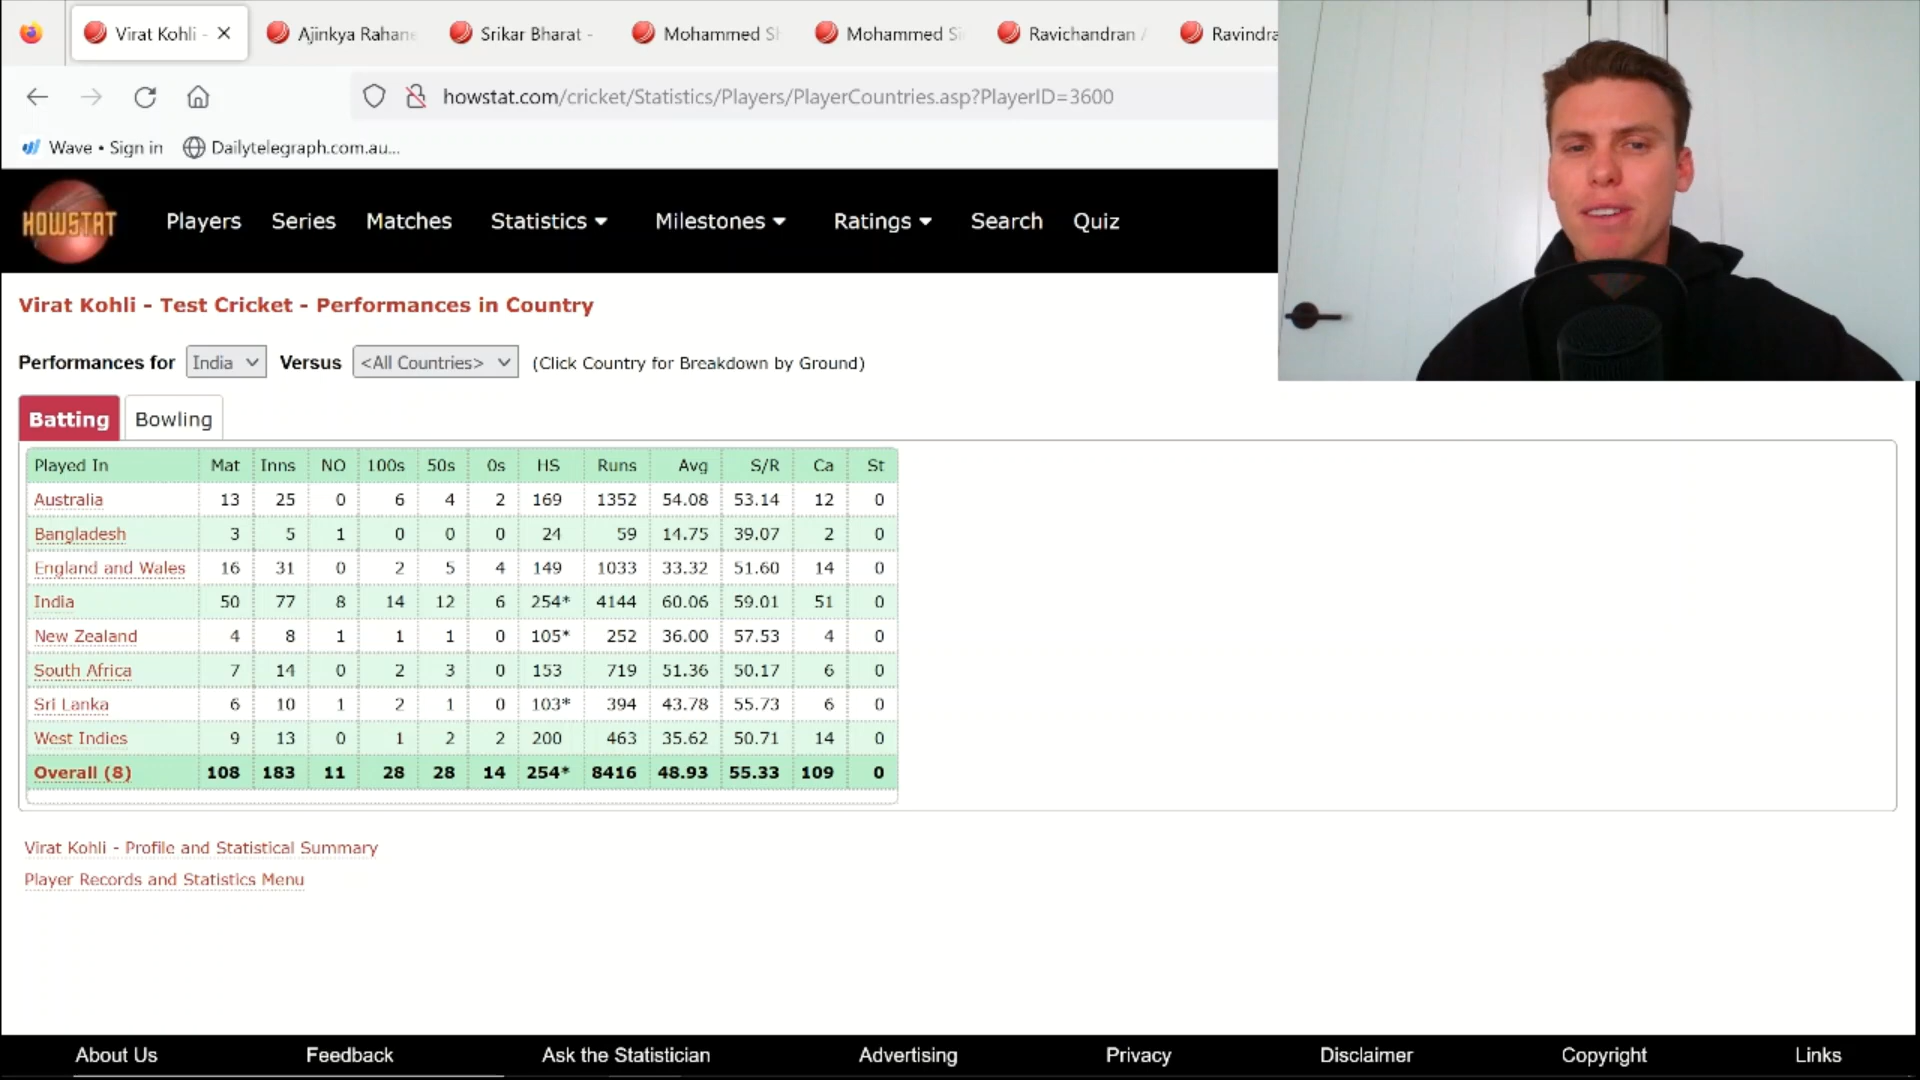 Virat Kohli -
Ajinkya Rahane
Srikar Bharat -
Mohammed S
Mohammed Si
Ravichandran A
Ravindra
howstat.com/cricket/Statistics/Players/PlayerCountries.asp?PlayerID=3600
Wave • Sign in
Dailytelegraph.com.au...
HOWSTAT
Players
Series
Matches
Statistics
Milestones
Ratings
Search
Quiz
Virat Kohli - Test Cricket - Performances in Country
Performances for India Versus <All Countries> (Click Country for Breakdown by Ground)
Batting
Bowling
Played In Mat Inns NO 100s 50s 0s HS Runs Avg S/R Ca St
Australia 13 25 0 6 4 2 169 1352 54.08 53.14 12 0
Bangladesh 3 5 1 0 0 0 24 59 14.75 39.07 2 0
England and Wales 16 31 0 2 5 4 149 1033 33.32 51.60 14 0
India 50 77 8 14 12 6 254* 4144 60.06 59.01 51 0
New Zealand 4 8 1 1 1 0 105* 252 36.00 57.53 4 0
South Africa 7 14 0 2 3 0 153 719 51.36 50.17 6 0
Sri Lanka 6 10 1 2 1 0 103* 394 43.78 55.73 6 0
West Indies 9 13 0 1 2 2 200 463 35.62 50.71 14 0
Overall (8) 108 183 11 28 28 14 254* 8416 48.93 55.33 109 0
Virat Kohli - Profile and Statistical Summary
Player Records and Statistics Menu
About Us
Feedback
Ask the Statistician
Advertising
Privacy
Disclaimer
Copyright
Links